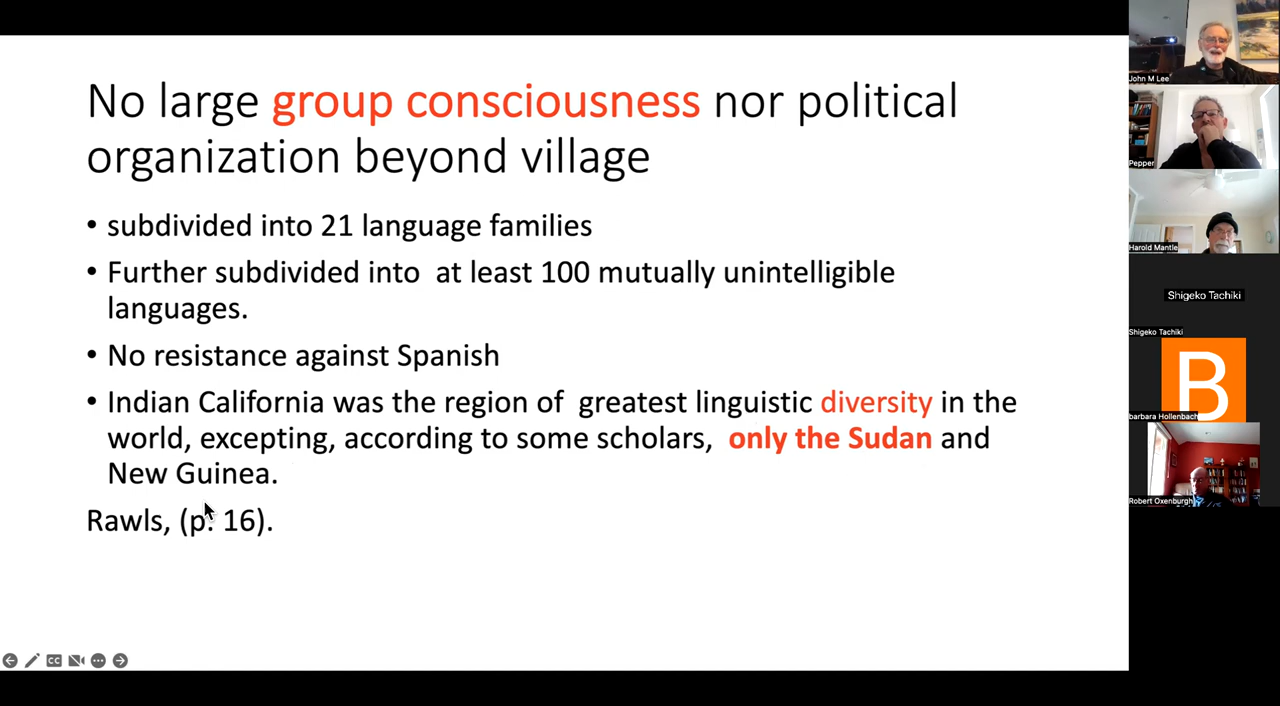 No large group consciousness nor political
organization beyond village
• subdivided into 21 language families
• Further subdivided into at least 100 mutually unintelligible
languages.
• No resistance against Spanish
• Indian California was the region of greatest linguistic diversity in the
world, excepting, according to some scholars, only the Sudan and
New Guinea.
Rawls, (p. 16).
CC
John M Lee
Pepper
Harold Mantle
Shigeko Tachiki
Shigeko Tachiki
B
barbara Hollenbach
Robert Oxenburgh